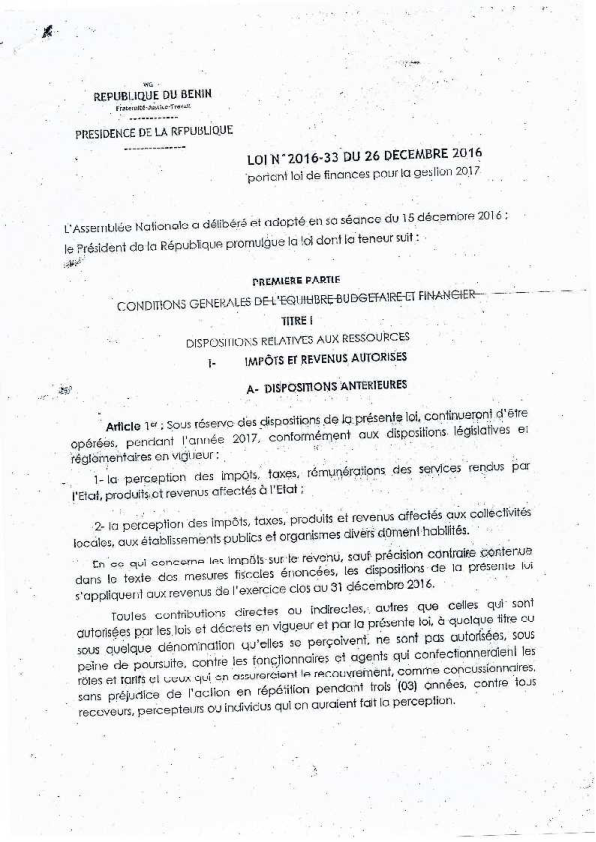 WG
REPUBLIQUE DU BENIN
Fraternité-Justice-Travail
------------
PRESIDENCE DE LA REPUBLIQUE
------------
LOI N°2016-33 DU 26 DÉCEMBRE 2016
portant loi de finances pour la gestion 2017
L'Assemblée Nationale a délibéré et adopté en sa séance du 15 décembre 2016 ;
le Président de la République promulgue la loi dont la teneur suit :
PREMIERE PARTIE
CONDITIONS GENERALES DE L'EQUILIBRE BUDGETAIRE ET FINANCIER
TITRE I
DISPOSITIONS RELATIVES AUX RESSOURCES
I- IMPÔTS ET REVENUS AUTORISES
A- DISPOSITIONS ANTERIEURES
Article 1er : Sous réserve des dispositions de la présente loi, continueront d'être
opérées, pendant l'année 2017, conformément aux dispositions législatives et
réglementaires en vigueur :
1- la perception des impôts, taxes, rémunérations des services rendus par
l'Etat, produits et revenus affectés à l'Etat ;
2- la perception des impôts, taxes, produits et revenus affectés aux collectivités
locales, aux établissements publics et organismes divers dûment habilités.
En ce qui concerne les impôts sur le revenu, sauf précision contraire contenue
dans le texte des mesures fiscales énoncées, les dispositions de la présente loi
s'appliquent aux revenus de l'exercice clos au 31 décembre 2016.
Toutes contributions directes ou indirectes, autres que celles qui sont
autorisées par les lois et décrets en vigueur et par la présente loi, à quelque titre ou
sous quelque dénomination qu'elles se perçoivent, ne sont pas autorisées, sous
peine de poursuite, contre les fonctionnaires et agents qui confectionneraient les
rôles et tarifs et ceux qui en assureraient le recouvrement, comme concussionnaires,
sans préjudice de l'action en répétition pendant trois (03) années, contre tous
receveurs, percepteurs ou individus qui en auraient fait la perception.